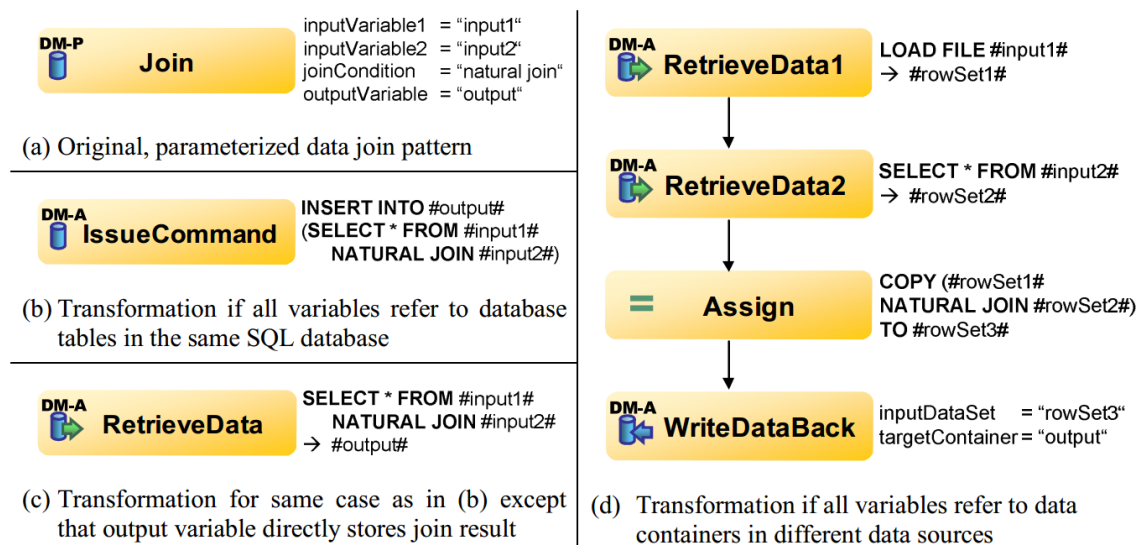 DM-P
Join
inputVariable1 = “input1“
inputVariable2 = “input2“
joinCondition = “natural join“
outputVariable = “output“
(a) Original, parameterized data join pattern
DM-A
IssueCommand
INSERT INTO #output#
(SELECT * FROM #input1#
NATURAL JOIN #input2#)
(b) Transformation if all variables refer to database
tables in the same SQL database
DM-A
RetrieveData
SELECT * FROM #input1#
NATURAL JOIN #input2#
→ #output#
(c) Transformation for same case as in (b) except
that output variable directly stores join result
DM-A
RetrieveData1
LOAD FILE #input1#
→ #rowSet1#
DM-A
RetrieveData2
SELECT * FROM #input2#
→ #rowSet2#
=
Assign
COPY (#rowSet1#
NATURAL JOIN #rowSet2#)
TO #rowSet3#
DM-A
WriteDataBack
inputDataSet = “rowSet3“
targetContainer = “output“
(d) Transformation if all variables refer to data
containers in different data sources